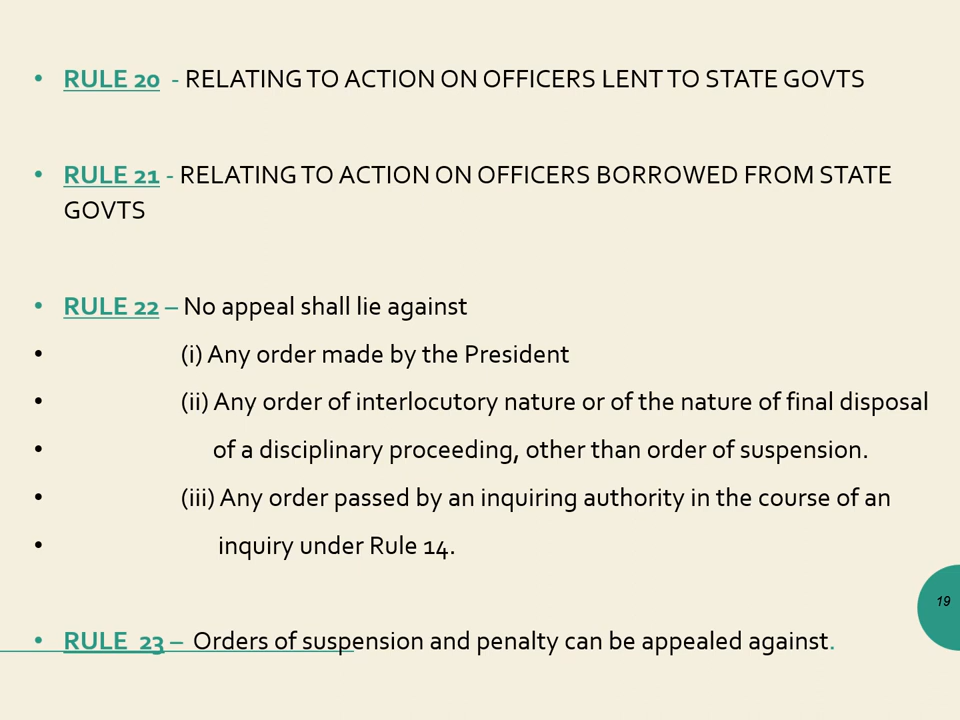 • RULE 20 - RELATING TO ACTION ON OFFICERS LENT TO STATE GOVTS
• RULE 21 - RELATING TO ACTION ON OFFICERS BORROWED FROM STATE
GOVTS
• RULE 22 – No appeal shall lie against
• (i) Any order made by the President
• (ii) Any order of interlocutory nature or of the nature of final disposal
• of a disciplinary proceeding, other than order of suspension.
• (iii) Any order passed by an inquiring authority in the course of an
• inquiry under Rule 14.
19
• RULE 23 – Orders of suspension and penalty can be appealed against.